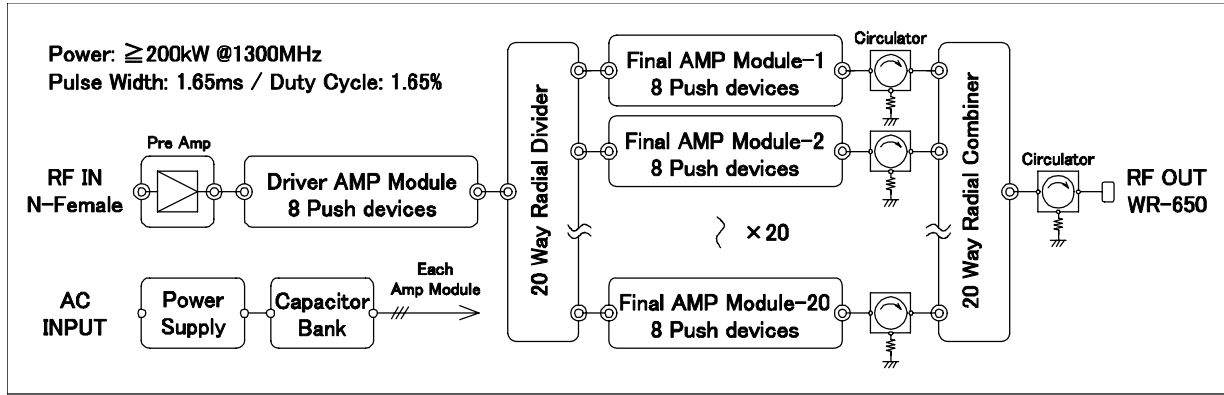 Power: ≧200kW @1300MHz
Pulse Width: 1.65ms / Duty Cycle: 1.65%
Pre Amp
RF IN
N-Female
Driver AMP Module
8 Push devices
AC
INPUT
Power
Supply
Capacitor
Bank
Each
Amp Module
20 Way Radial Divider
Final AMP Module-1
8 Push devices
Final AMP Module-2
8 Push devices
×20
Final AMP Module-20
8 Push devices
Circulator
20 Way Radial Combiner
Circulator
RF OUT
WR-650